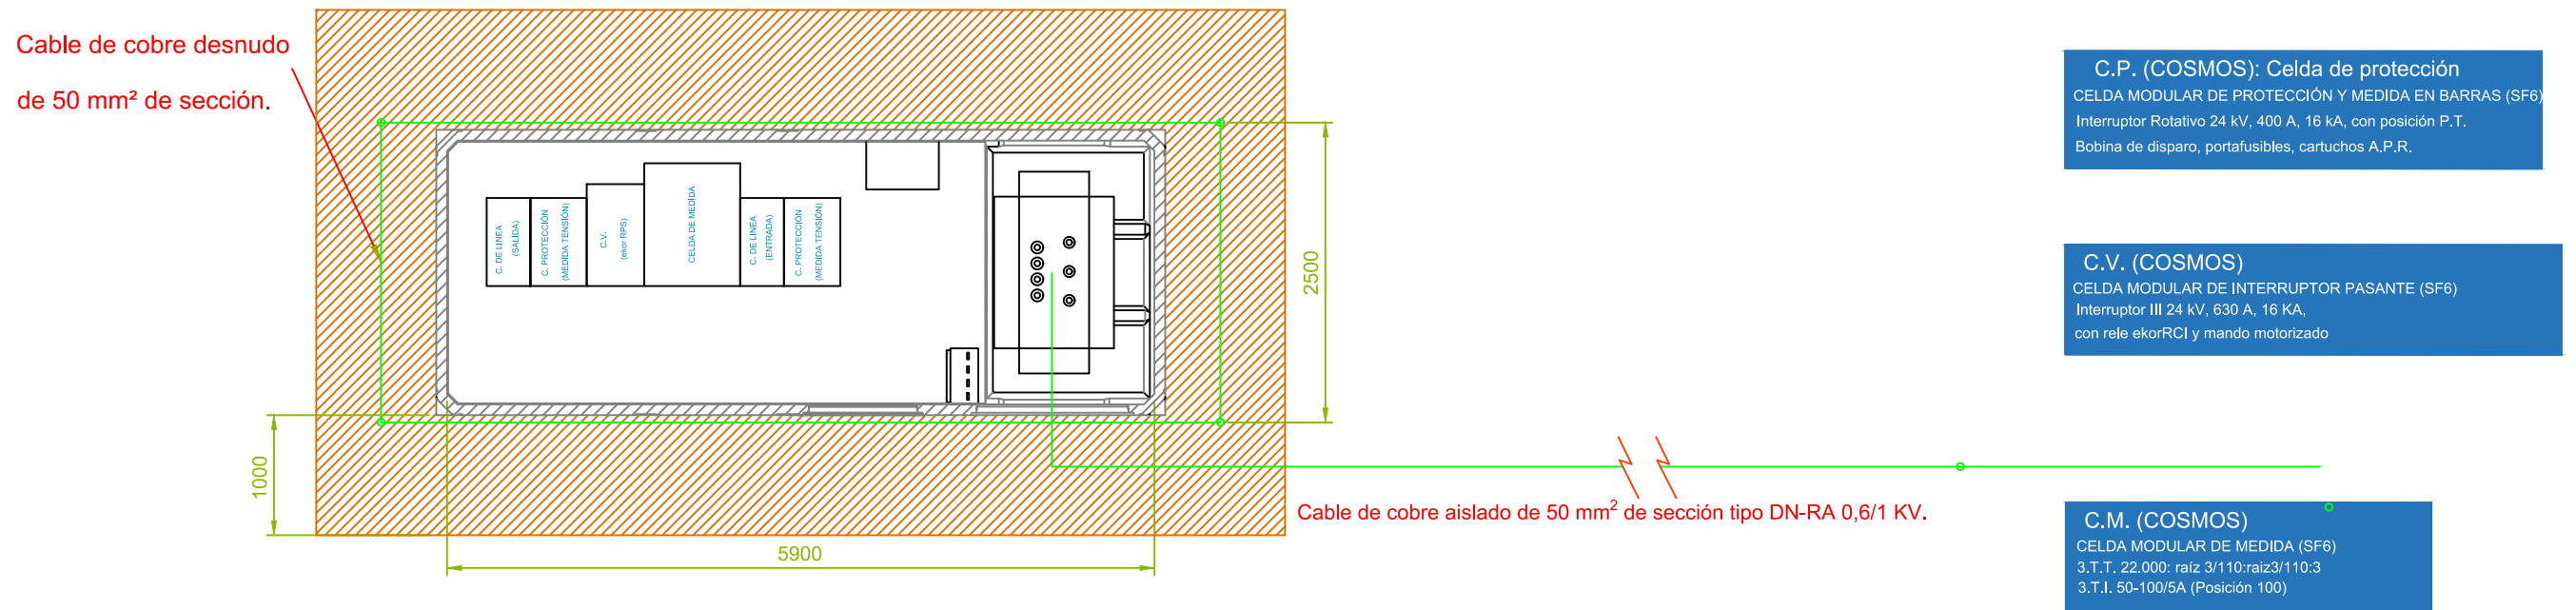 Cable de cobre desnudo
de 50 mm² de sección.
C. DE LINEA
(SALIDA)
C. PROTECCIÓN
(MEDIDA TENSIÓN)
C.V.
(ekor RPS)
CELDA DE MEDIDA
C. DE LINEA
(ENTRADA)
C. PROTECCIÓN
(MEDIDA TENSIÓN)
2500
1000
5900
Cable de cobre aislado de 50 mm² de sección tipo DN-RA 0,6/1 KV.
C.P. (COSMOS): Celda de protección
CELDA MODULAR DE PROTECCIÓN Y MEDIDA EN BARRAS (SF6)
Interruptor Rotativo 24 kV, 400 A, 16 kA, con posición P.T.
Bobina de disparo, portafusibles, cartuchos A.P.R.
C.V. (COSMOS)
CELDA MODULAR DE INTERRUPTOR PASANTE (SF6)
Interruptor III 24 kV, 630 A, 16 KA,
con rele ekorRCI y mando motorizado
C.M. (COSMOS)
CELDA MODULAR DE MEDIDA (SF6)
3.T.T. 22.000: raíz 3/110:raiz3/110:3
3.T.I. 50-100/5A (Posición 100)